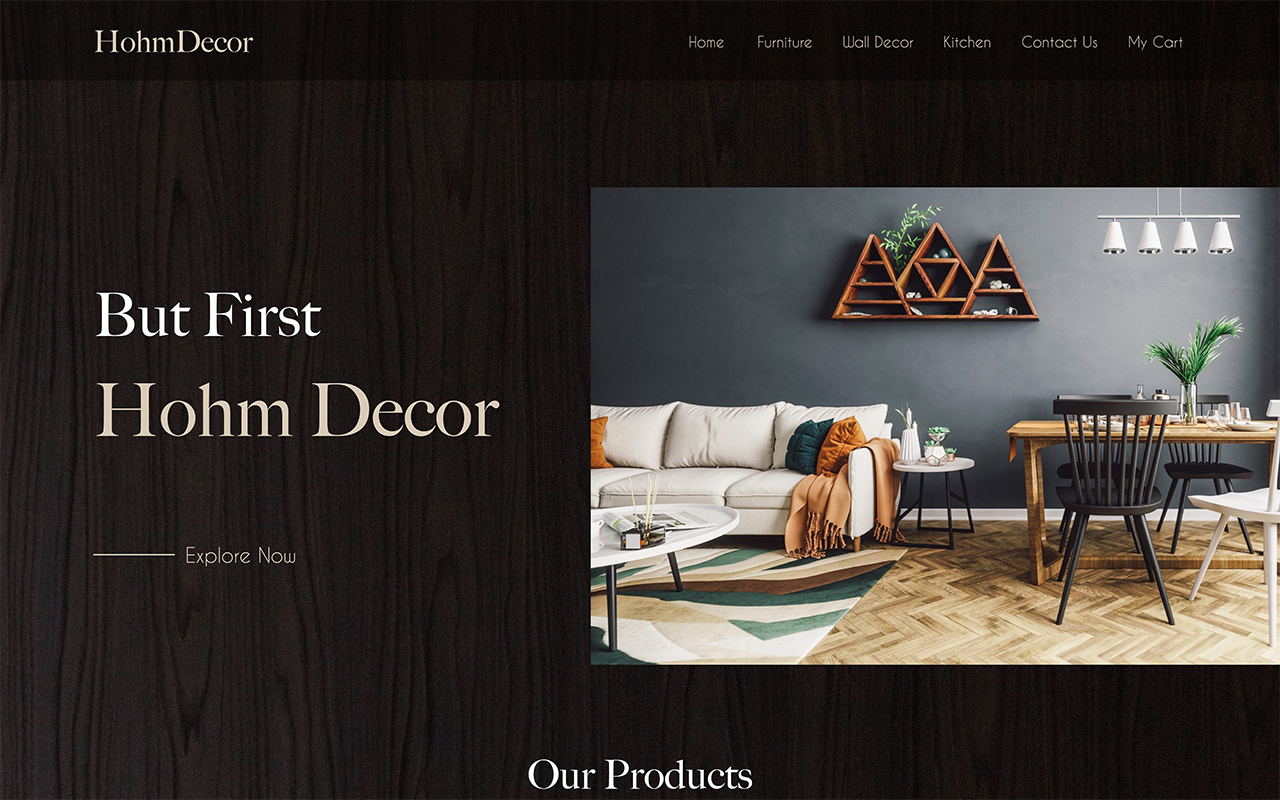 HohmDecor
Home Furniture Wall Decor Kitchen Contact Us My Cart
But First
Hohm Decor
Explore Now
Our Products